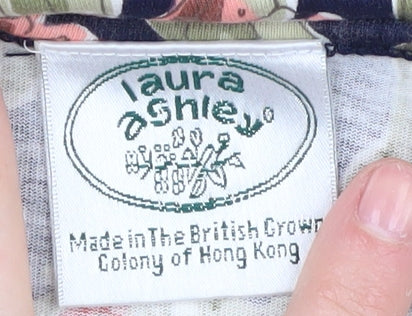 laura
ashley®
Made in The British Crown
Colony of Hong Kong